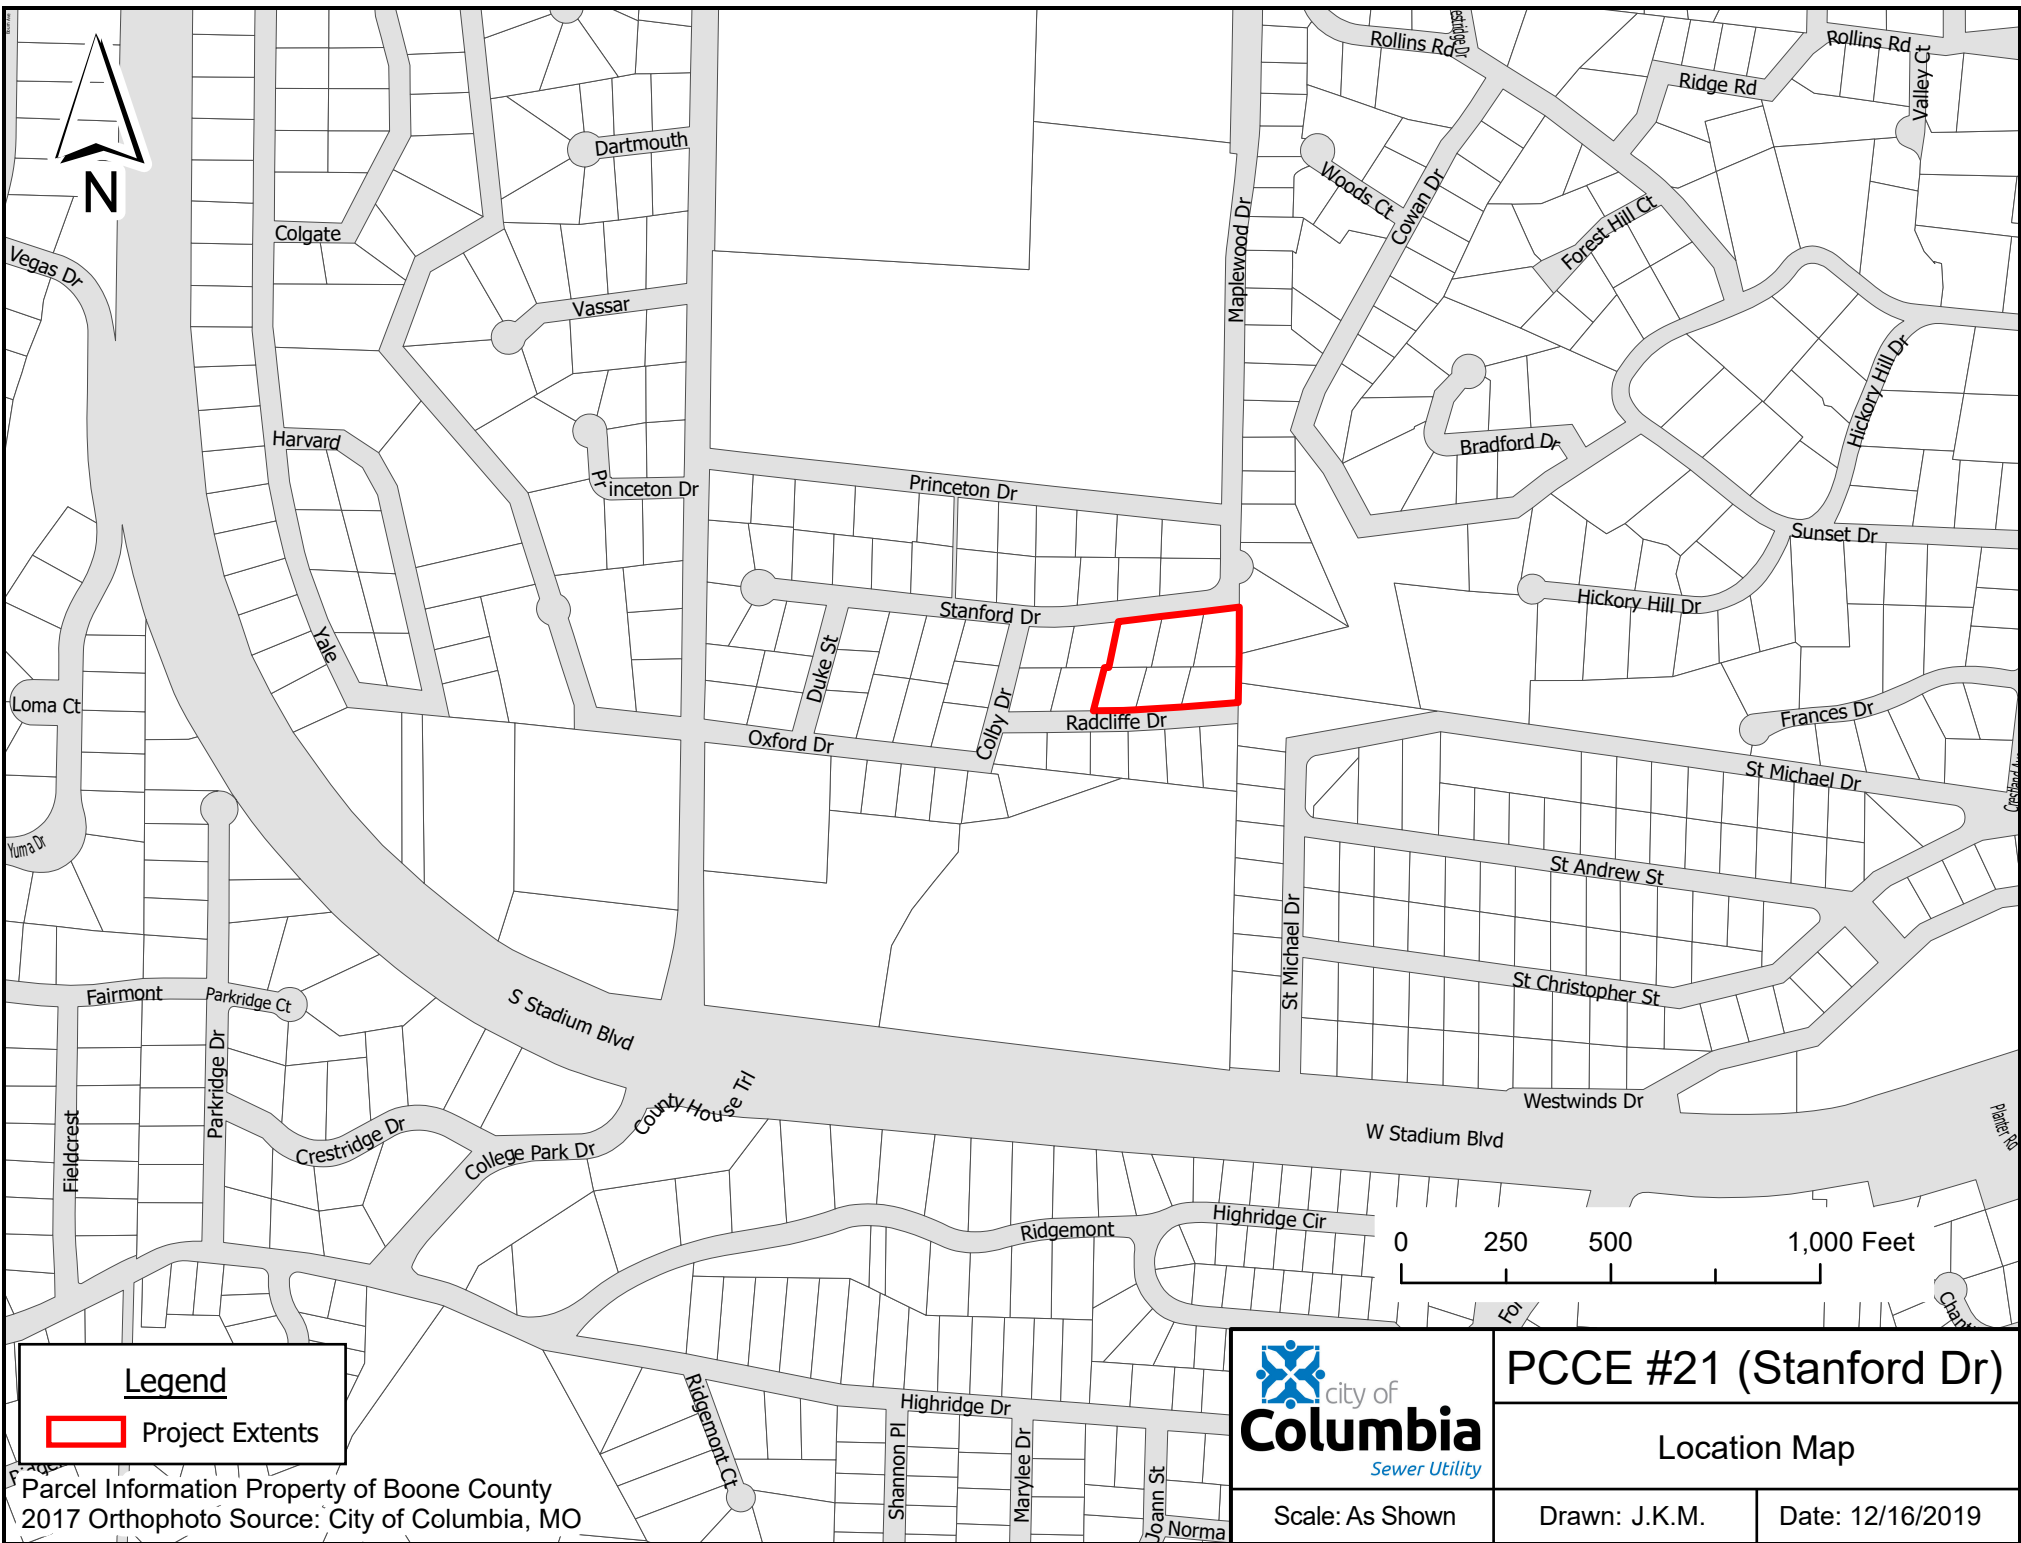 Rollins Rd
Rollins Rd
Ridge Rd
Valley Ct
N
Dartmouth
Woods Ct
Cowan Dr
Maplewood Dr
Forest Hill Ct
Colgate
Vegas Dr
Vassar
Hickory Hill Dr
Harvard
Bradford Dr
Princeton Dr
Princeton Dr
Sunset Dr
Hickory Hill Dr
Stanford Dr
Yale
Duke St
Colby Dr
Loma Ct
Radcliffe Dr
Frances Dr
Oxford Dr
St Michael Dr
Yuma Dr
St Andrew St
St Michael Dr
St Christopher St
Fairmont
Parkridge Ct
S Stadium Blvd
Parkridge Dr
County House Trl
Westwinds Dr
W Stadium Blvd
Planter Rd
Fieldcrest
Crestridge Dr
College Park Dr
Ridgemont
Highridge Cir
0 250 500 1,000 Feet
Legend
Project Extents
Ridgemont Ct
Highridge Dr
Shannon Pl
Marylee Dr
Joann St
Norma
Parcel Information Property of Boone County
2017 Orthophoto Source: City of Columbia, MO
city of
Columbia
Sewer Utility
PCCE #21 (Stanford Dr)
Location Map
Scale: As Shown
Drawn: J.K.M.
Date: 12/16/2019